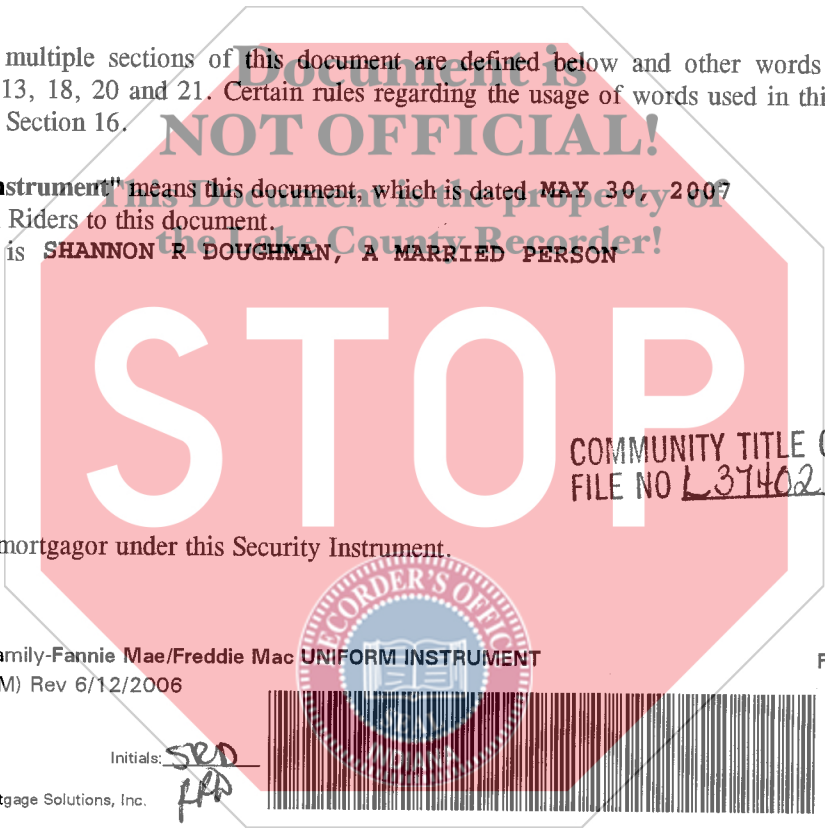 multiple sections of this document are defined below and other words
13, 18, 20 and 21. Certain rules regarding the usage of words used in thi
Section 16.
Document is
NOT OFFICIAL!
This Document is the property of
the Lake County Recorder!
nstrument" means this document, which is dated MAY 30, 2007
Riders to this document.
is SHANNON R DOUGHMAN, A MARRIED PERSON
STOP
COMMUNITY TITLE C
FILE NO L37402
mortgagor under this Security Instrument.
RECORDER'S OFFICE
SEAL
INDIANA
amily-Fannie Mae/Freddie Mac UNIFORM INSTRUMENT
M) Rev 6/12/2006
Initials: SRD
tgage Solutions, Inc.